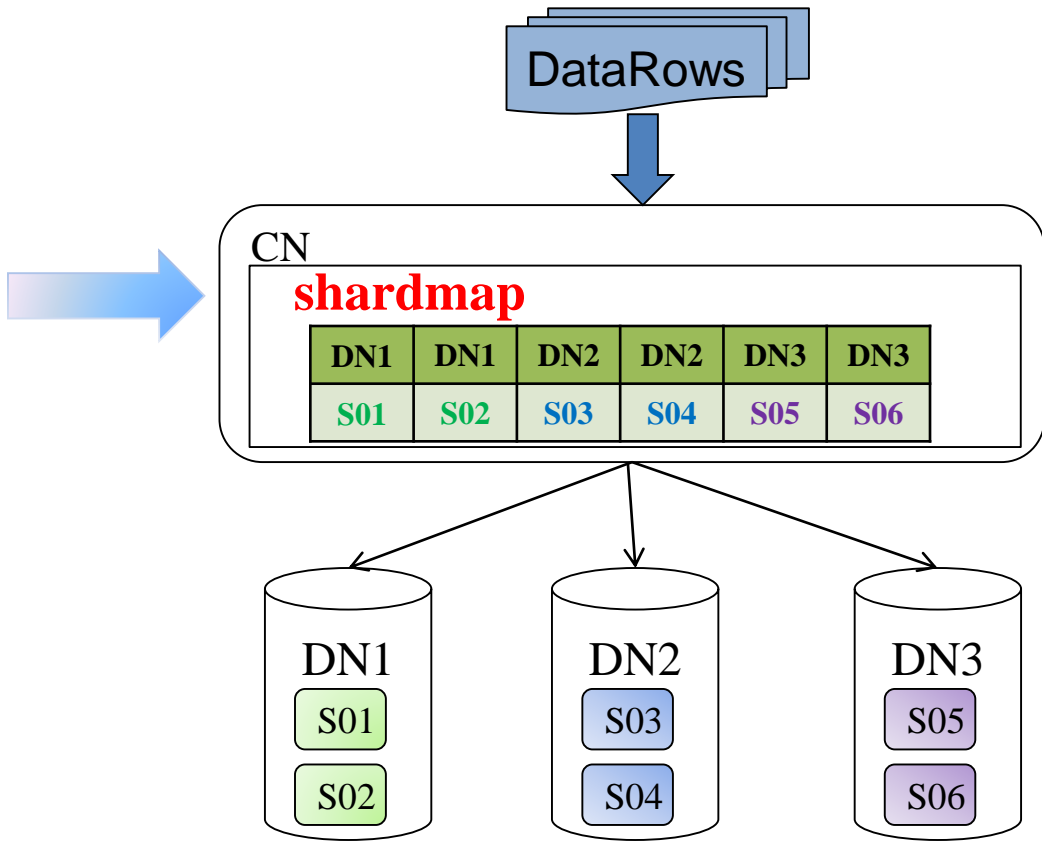 DataRows
CN
shardmap
DN1 DN1 DN2 DN2 DN3 DN3
S01 S02 S03 S04 S05 S06
DN1 DN2 DN3
S01 S03 S05
S02 S04 S06